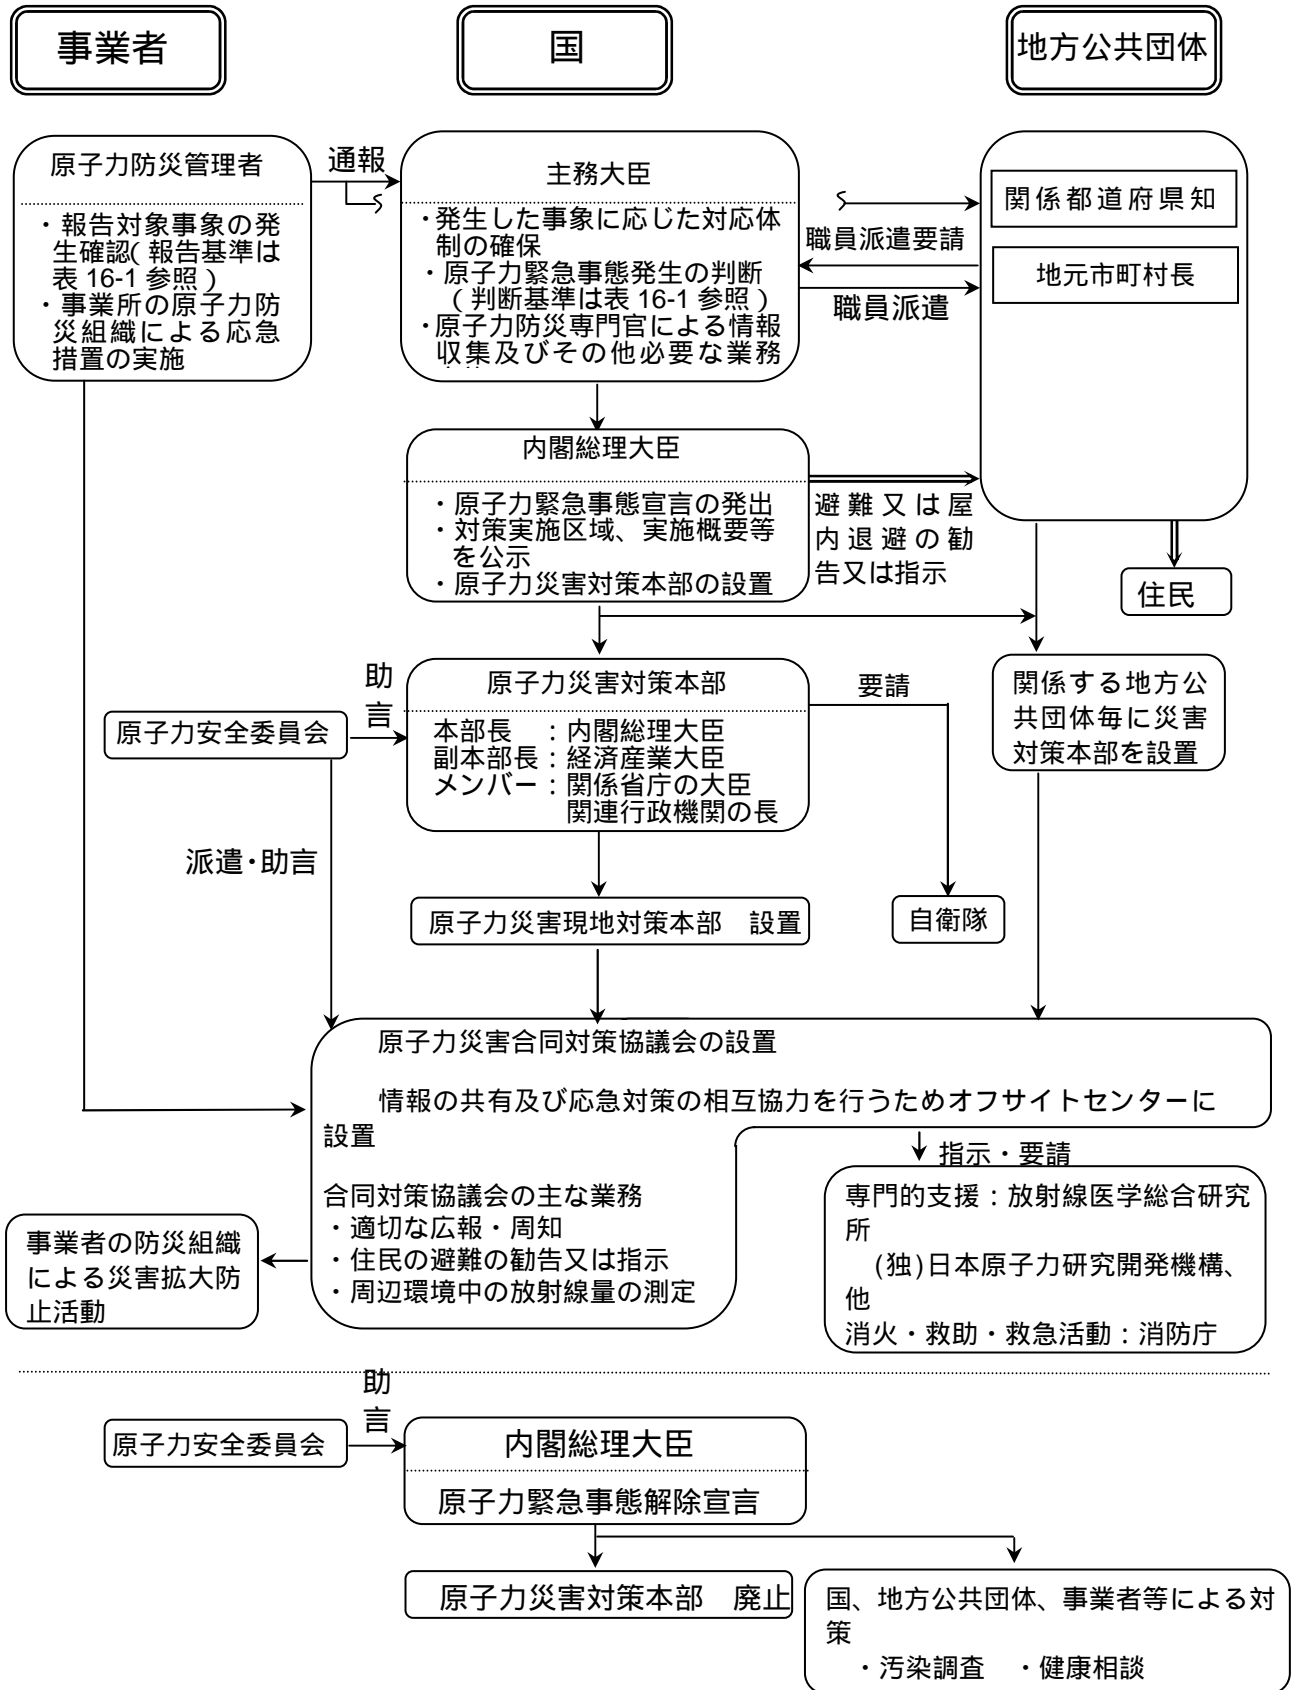 事業者
国
地方公共団体
原子力防災管理者
・報告対象事象の発
生確認(報告基準は
表 16-1 参照)
・事業所の原子力防
災組織による応急
措置の実施
通報
主務大臣
・発生した事象に応じた対応体
制の確保
・原子力緊急事態発生の判断
(判断基準は表 16-1 参照)
・原子力防災専門官による情報
収集及びその他必要な業務
職員派遣要請
職員派遣
関係都道府県知
地元市町村長
内閣総理大臣
・原子力緊急事態宣言の発出
・対策実施区域、実施概要等
を公示
・原子力災害対策本部の設置
避難又は屋
内退避の勧
告又は指示
住民
助
言
原子力安全委員会
原子力災害対策本部
本部長 :内閣総理大臣
副本部長:経済産業大臣
メンバー:関係省庁の大臣
関連行政機関の長
要請
関係する地方公
共団体毎に災害
対策本部を設置
派遣・助言
原子力災害現地対策本部 設置
自衛隊
原子力災害合同対策協議会の設置
情報の共有及び応急対策の相互協力を行うためオフサイトセンターに
設置
合同対策協議会の主な業務
・適切な広報・周知
・住民の避難の勧告又は指示
・周辺環境中の放射線量の測定
指示・要請
専門的支援:放射線医学総合研究
所
(独)日本原子力研究開発機構、
他
消火・救助・救急活動:消防庁
事業者の防災組織
による災害拡大防
止活動
助
言
原子力安全委員会
内閣総理大臣
原子力緊急事態解除宣言
原子力災害対策本部 廃止
国、地方公共団体、事業者等による対
策
・汚染調査 ・健康相談